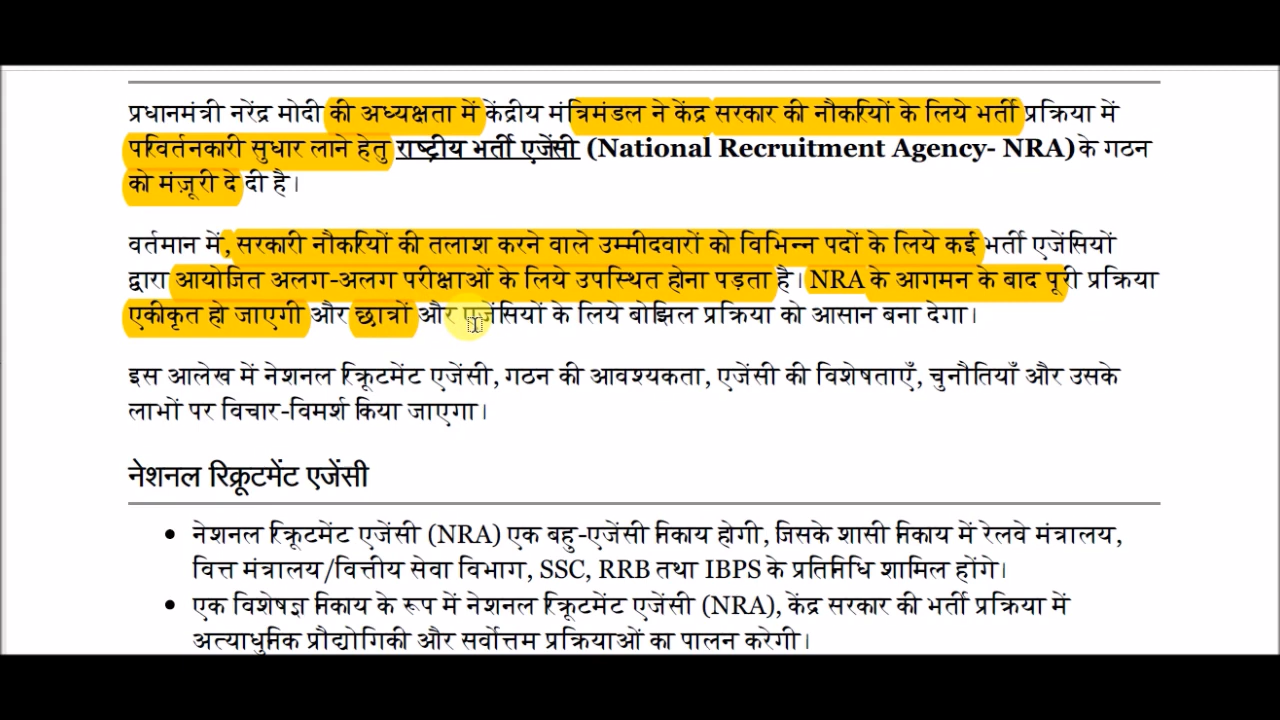 प्रधानमंत्री नरेंद्र मोदी की अध्यक्षता में केंद्रीय मंत्रिमंडल ने केंद्र सरकार की नौकरियों के लिये भर्ती प्रक्रिया में
परिवर्तनकारी सुधार लाने हेतु राष्ट्रीय भर्ती एजेंसी (National Recruitment Agency- NRA) के गठन
को मंज़ूरी दे दी है।
वर्तमान में, सरकारी नौकरियों की तलाश करने वाले उम्मीदवारों को विभिन्न पदों के लिये कई भर्ती एजेंसियों
द्वारा आयोजित अलग-अलग परीक्षाओं के लिये उपस्थित होना पड़ता है। NRA के आगमन के बाद पूरी प्रक्रिया
एकीकृत हो जाएगी और छात्रों और एजेंसियों के लिये बोझिल प्रक्रिया को आसान बना देगा।
इस आलेख में नेशनल रिक्रूटमेंट एजेंसी, गठन की आवश्यकता, एजेंसी की विशेषताएँ, चुनौतियाँ और उसके
लाभों पर विचार-विमर्श किया जाएगा।
नेशनल रिक्रूटमेंट एजेंसी
• नेशनल रिक्रूटमेंट एजेंसी (NRA) एक बहु-एजेंसी निकाय होगी, जिसके शासी निकाय में रेलवे मंत्रालय,
वित्त मंत्रालय/वित्तीय सेवा विभाग, SSC, RRB तथा IBPS के प्रतिनिधि शामिल होंगे।
• एक विशेषज्ञ निकाय के रूप में नेशनल रिक्रूटमेंट एजेंसी (NRA), केंद्र सरकार की भर्ती प्रक्रिया में
अत्याधुनिक प्रौद्योगिकी और सर्वोत्तम प्रक्रियाओं का पालन करेगी।